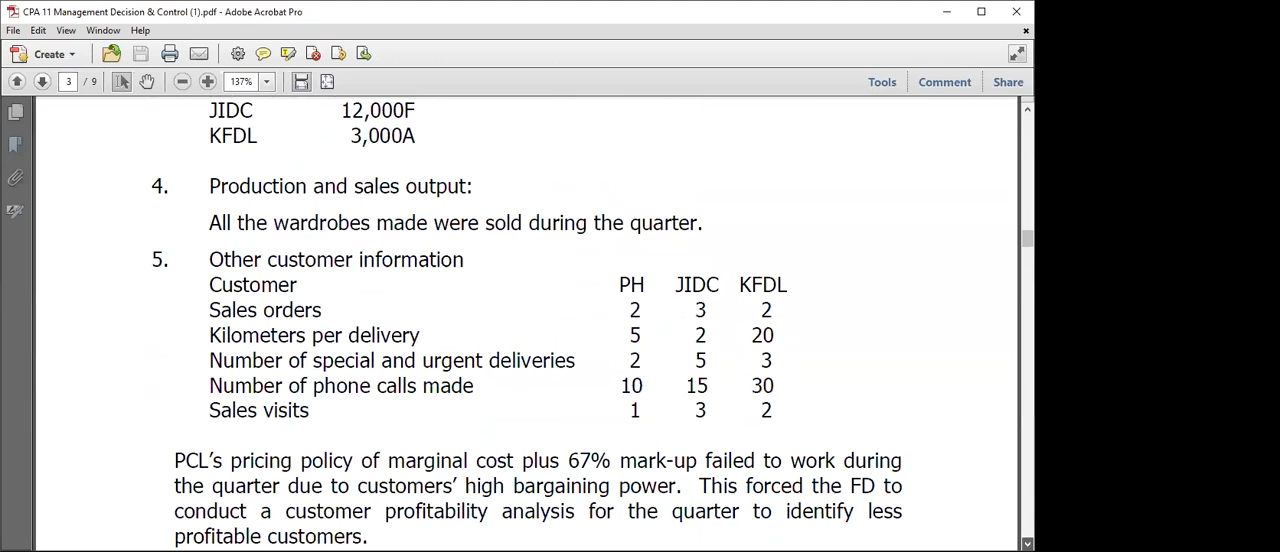 CPA 11 Management Decision & Control (1).pdf - Adobe Acrobat Pro
File Edit View Window Help
Create
3 / 9 137% Tools Comment Share
JIDC 12,000F
KFDL 3,000A
4. Production and sales output:
All the wardrobes made were sold during the quarter.
5. Other customer information
Customer PH JIDC KFDL
Sales orders 2 3 2
Kilometers per delivery 5 2 20
Number of special and urgent deliveries 2 5 3
Number of phone calls made 10 15 30
Sales visits 1 3 2
PCL's pricing policy of marginal cost plus 67% mark-up failed to work during
the quarter due to customers' high bargaining power. This forced the FD to
conduct a customer profitability analysis for the quarter to identify less
profitable customers.